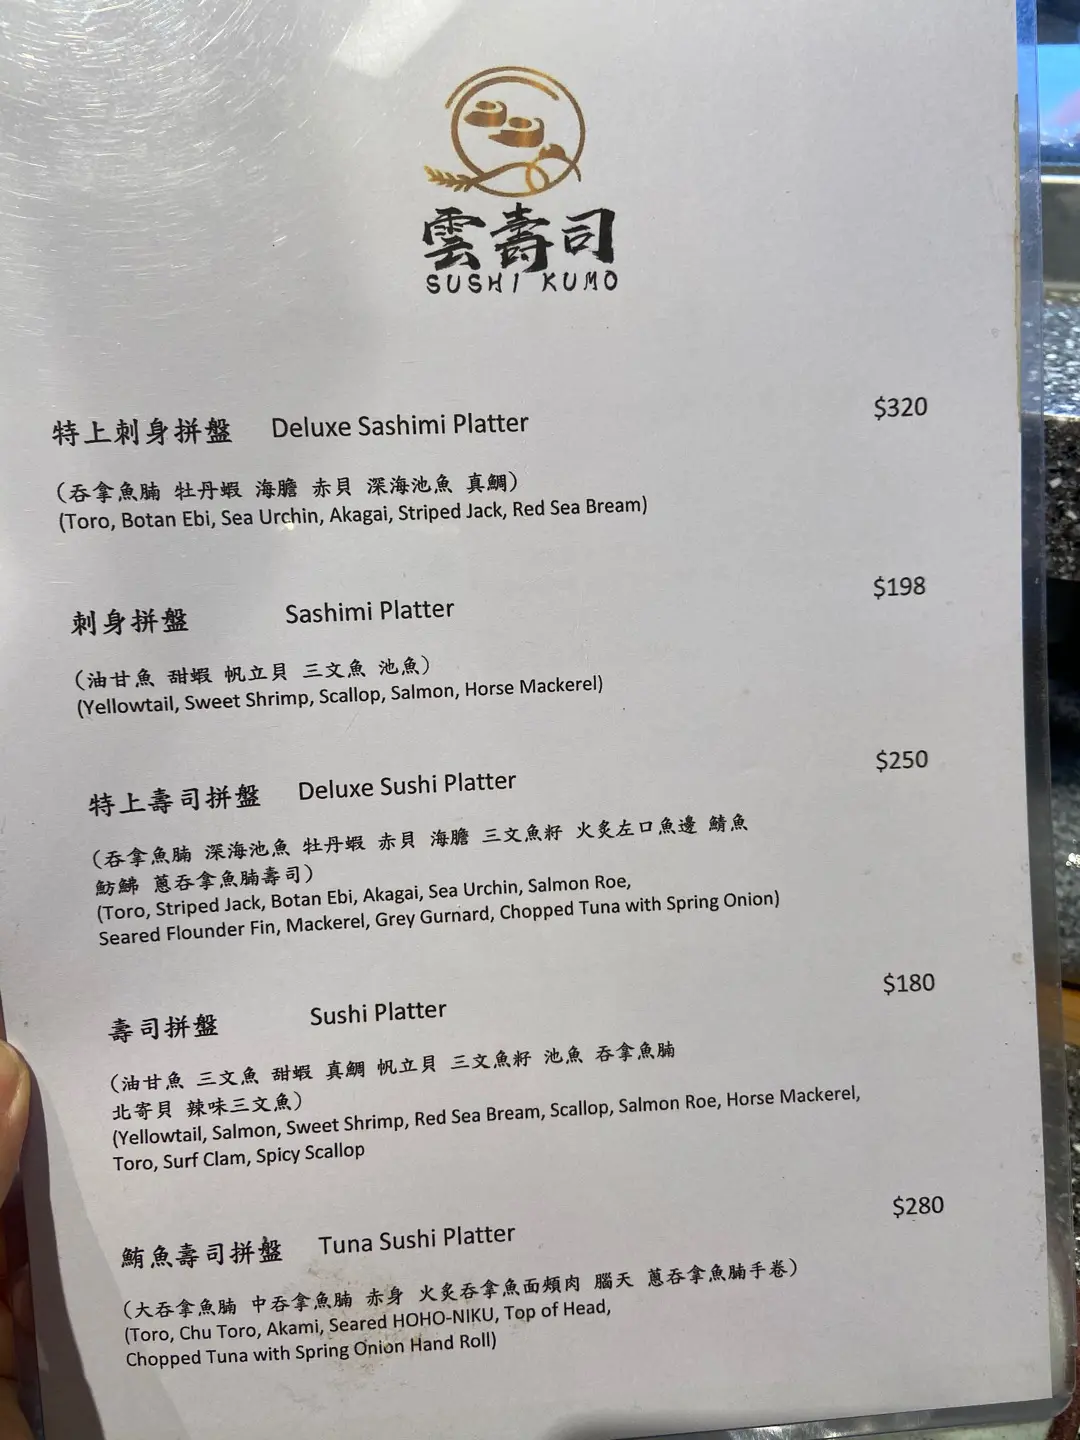 雲壽司
SUSHI KUMO
特上刺身拼盤 Deluxe Sashimi Platter $320
（吞拿魚腩 牡丹蝦 海膽 赤貝 深海池魚 真鯛）
(Toro, Botan Ebi, Sea Urchin, Akagai, Striped Jack, Red Sea Bream)
刺身拼盤 Sashimi Platter $198
（油甘魚 甜蝦 帆立貝 三文魚 池魚）
(Yellowtail, Sweet Shrimp, Scallop, Salmon, Horse Mackerel)
特上壽司拼盤 Deluxe Sushi Platter $250
（吞拿魚腩 深海池魚 牡丹蝦 赤貝 海膽 三文魚籽 火炙左口魚邊 鯖魚
魴鮄 蔥吞拿魚腩壽司）
(Toro, Striped Jack, Botan Ebi, Akagai, Sea Urchin, Salmon Roe,
Seared Flounder Fin, Mackerel, Grey Gurnard, Chopped Tuna with Spring Onion)
壽司拼盤 Sushi Platter $180
（油甘魚 三文魚 甜蝦 真鯛 帆立貝 三文魚籽 池魚 吞拿魚腩
北寄貝 辣味三文魚）
(Yellowtail, Salmon, Sweet Shrimp, Red Sea Bream, Scallop, Salmon Roe, Horse Mackerel,
Toro, Surf Clam, Spicy Scallop
鮪魚壽司拼盤 Tuna Sushi Platter $280
（大吞拿魚腩 中吞拿魚腩 赤身 火炙吞拿魚面頰肉 腦天 蔥吞拿魚腩手卷）
(Toro, Chu Toro, Akami, Seared HOHO-NIKU, Top of Head,
Chopped Tuna with Spring Onion Hand Roll)